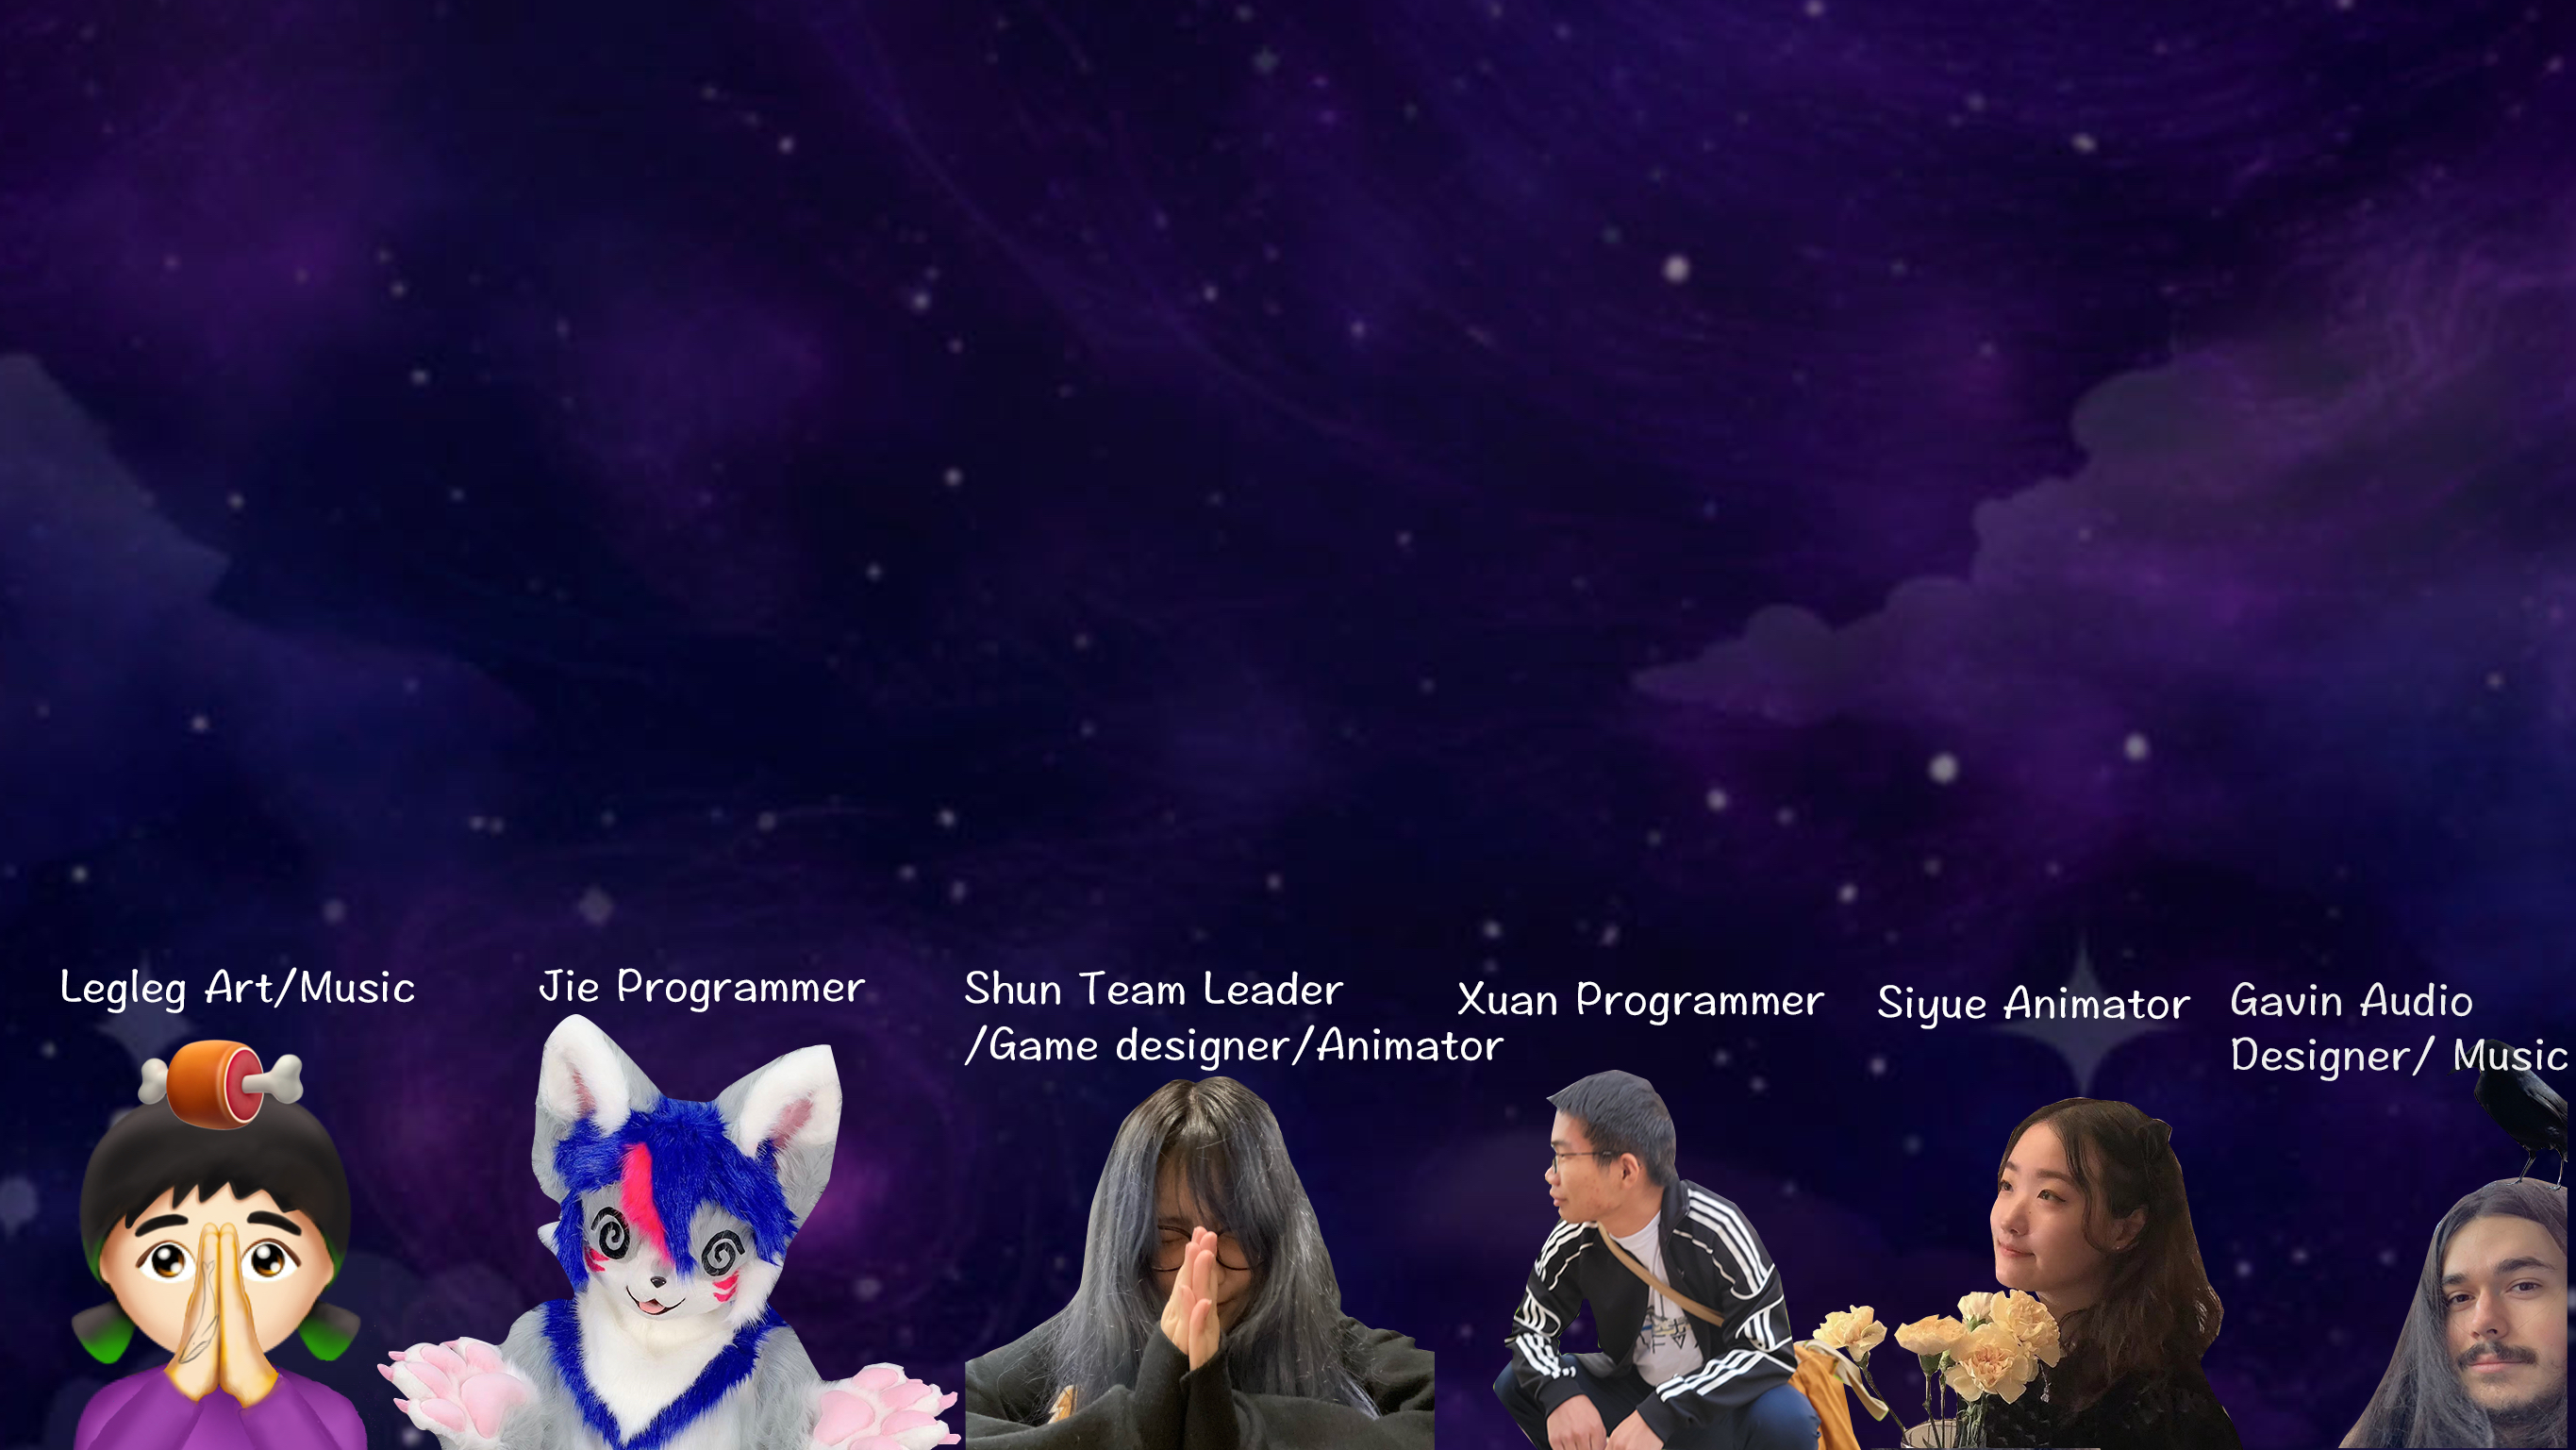 Legleg Art/Music
Jie Programmer
Shun Team Leader
/Game designer/Animator
Xuan Programmer
Siyue Animator
Gavin Audio
Designer/ Music